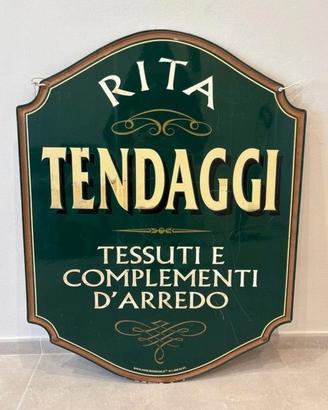 RITA
TENDAGGI
TESSUTI E
COMPLEMENTI
D'ARREDO